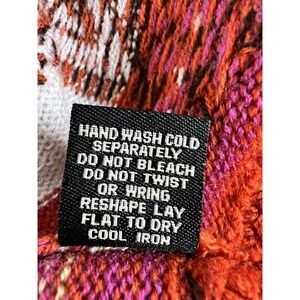 HAND WASH COLD
SEPARATELY
DO NOT BLEACH
DO NOT TWIST
OR WRING
RESHAPE LAY
FLAT TO DRY
COOL IRON